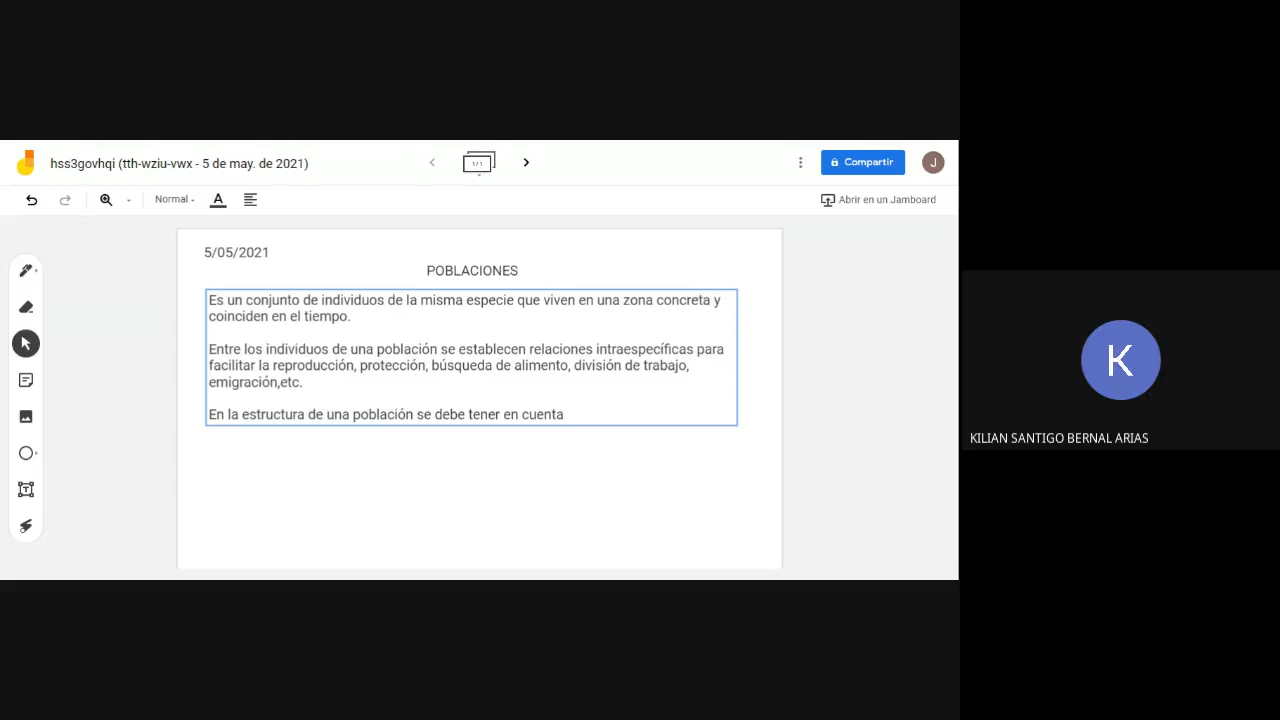 hss3govhqi (tth-wziu-vwx - 5 de may. de 2021)
1/1
Compartir
J
Normal
A
Abrir en un Jamboard
5/05/2021
POBLACIONES
Es un conjunto de individuos de la misma especie que viven en una zona concreta y
coinciden en el tiempo.
Entre los individuos de una población se establecen relaciones intraespecíficas para
facilitar la reproducción, protección, búsqueda de alimento, división de trabajo,
emigración,etc.
En la estructura de una población se debe tener en cuenta
K
KILIAN SANTIGO BERNAL ARIAS